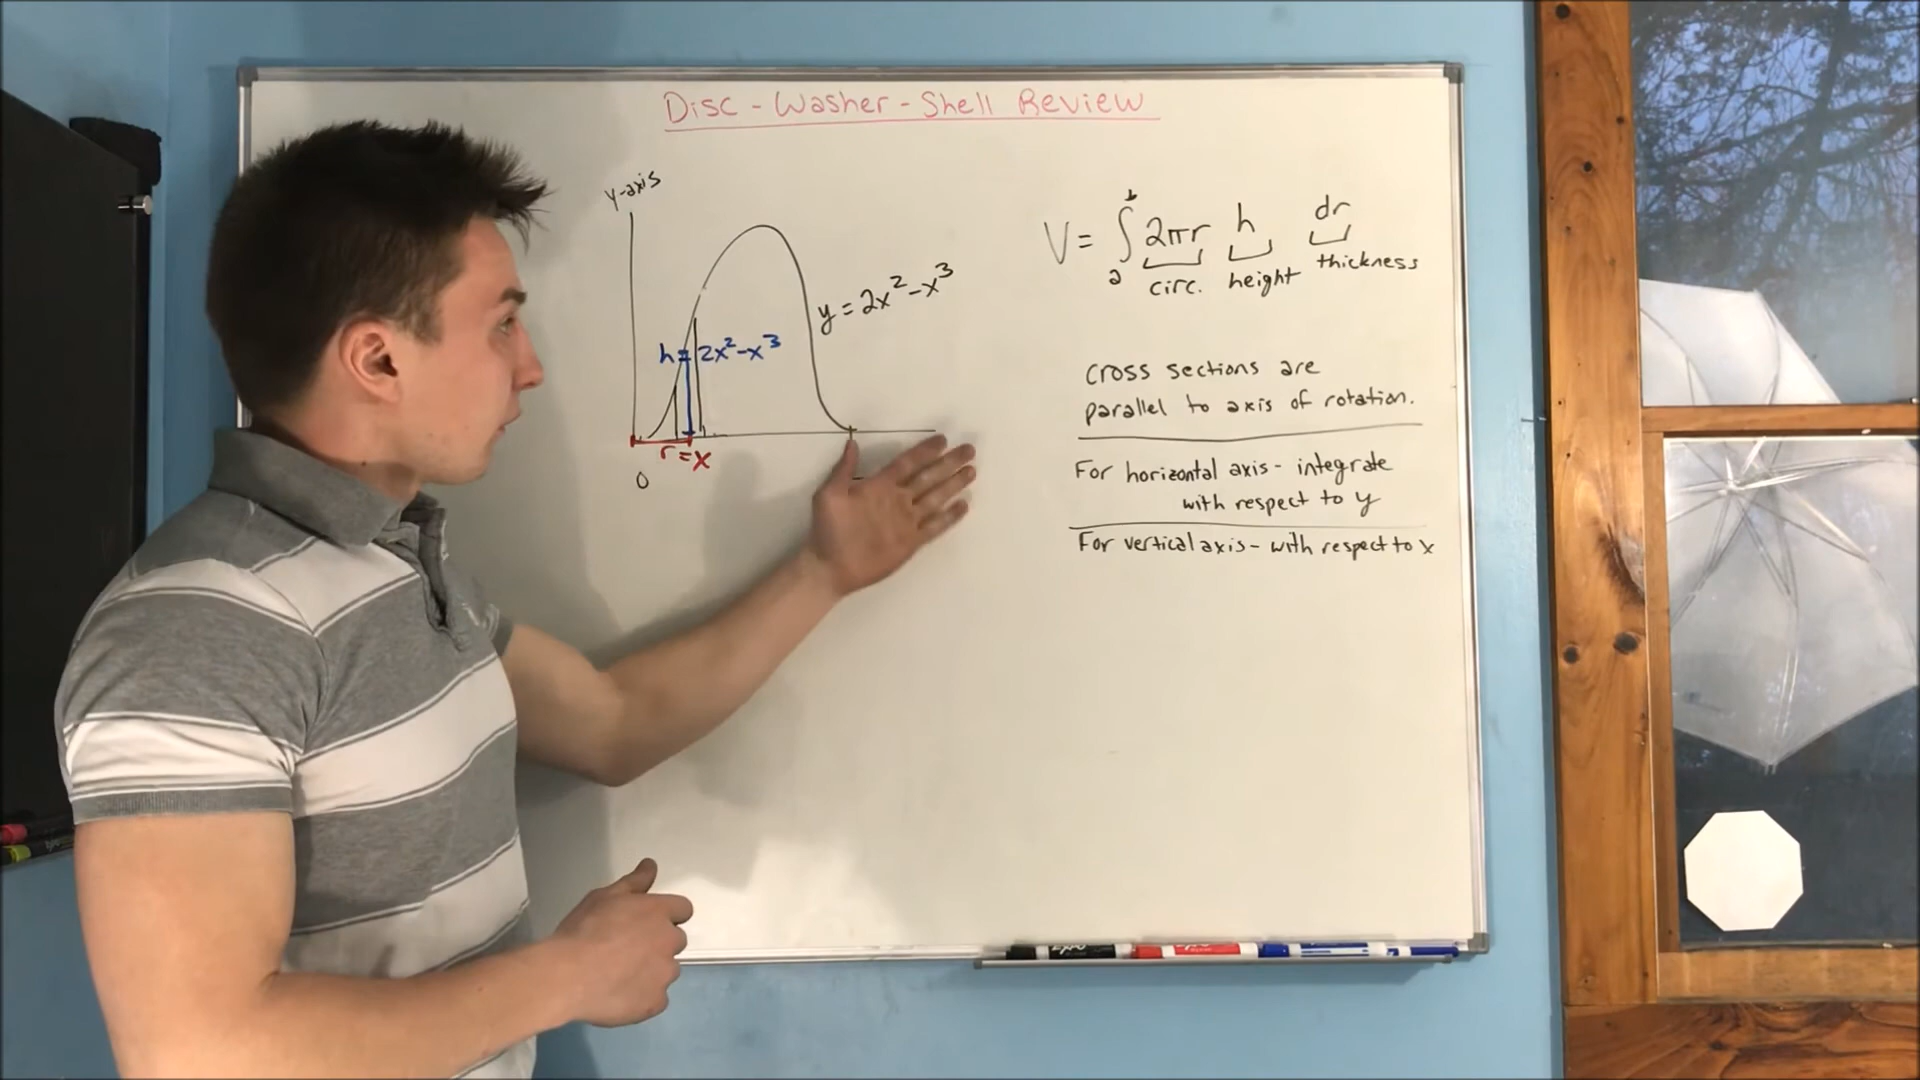 Disc - Washer - Shell Review
y-axis
y = 2x² - x³
h = 2x² - x³
r = x
0
V = ∫ₐᵇ 2πr h dr
circ. height thickness
cross sections are
parallel to axis of rotation.
For horizontal axis - integrate
with respect to y
For vertical axis - with respect to x